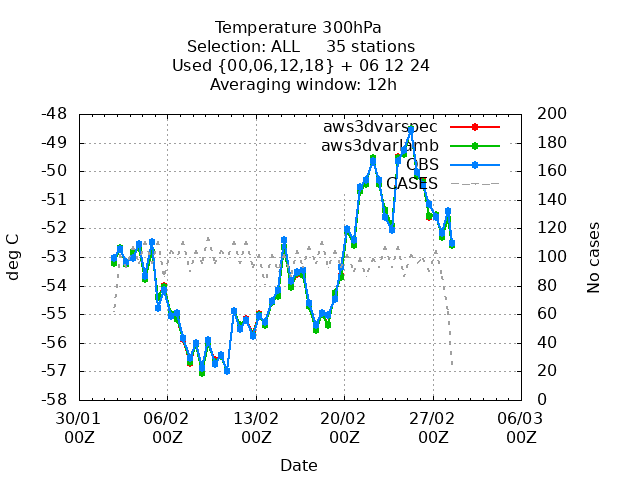 Temperature 300hPa
Selection: ALL     35 stations
Used {00,06,12,18} + 06 12 24
Averaging window: 12h
-48
-49
-50
-51
-52
-53
-54
-55
-56
-57
-58
deg C
200
180
160
140
120
100
80
60
40
20
0
No cases
aws3dvarspec
aws3dvarlamb
OBS
CASES
30/01 06/02 13/02 20/02 27/02 06/03
00Z 00Z 00Z 00Z 00Z 00Z
Date